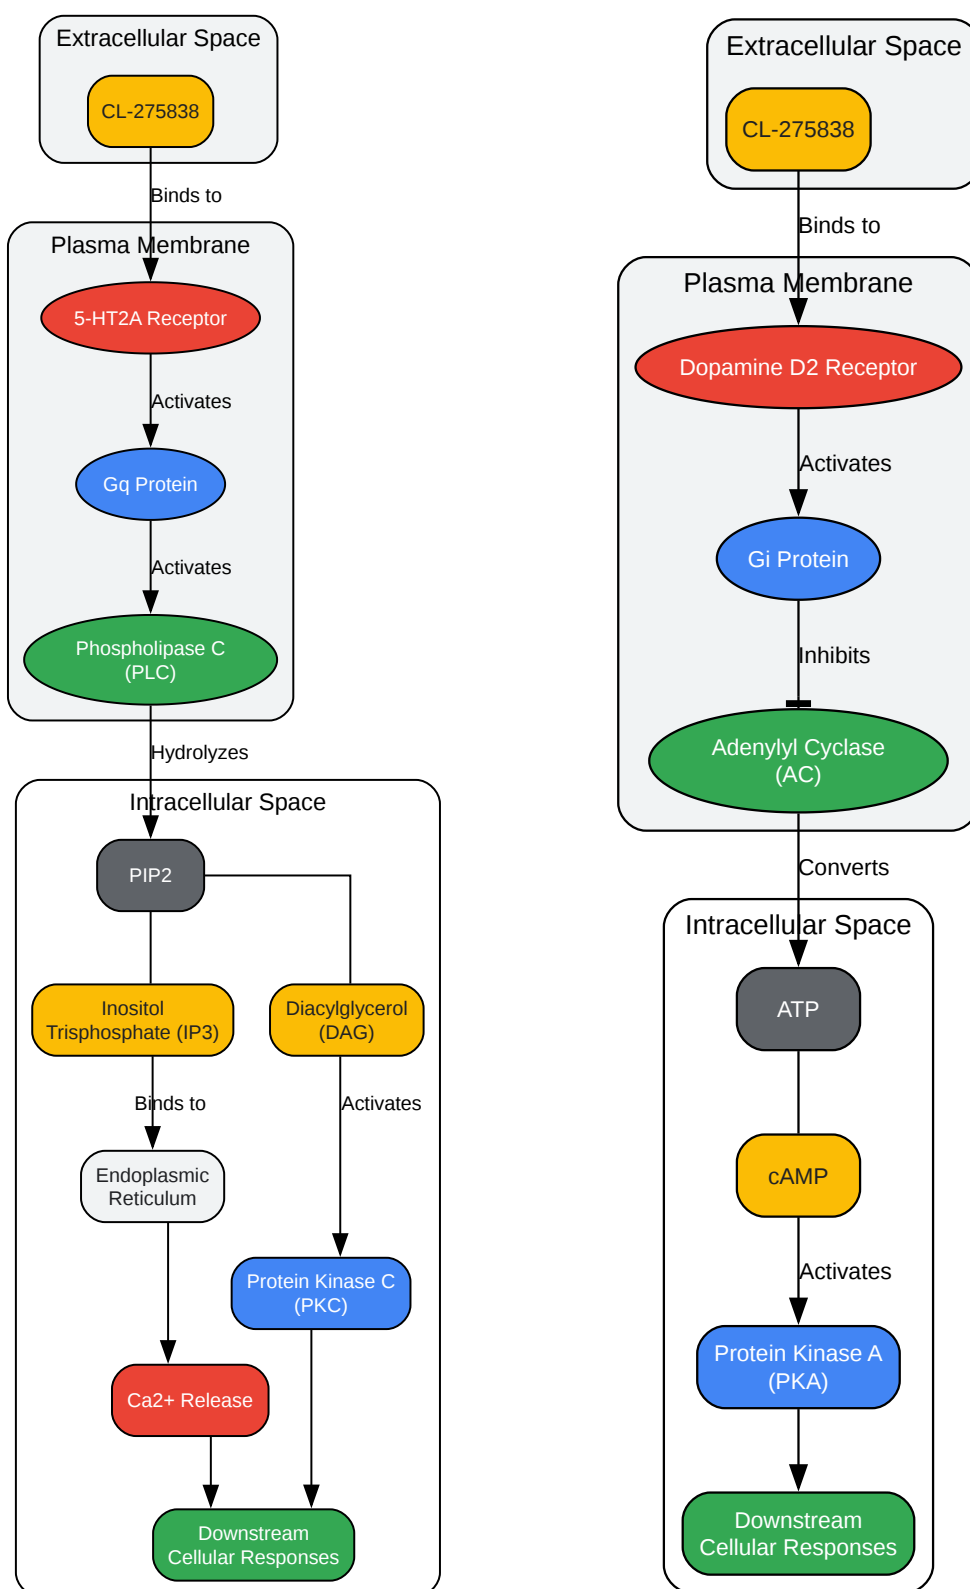 Extracellular Space
CL-275838
Binds to
Plasma Membrane
5-HT2A Receptor
Activates
Gq Protein
Activates
Phospholipase C
(PLC)
Hydrolyzes
Intracellular Space
PIP2
Inositol
Trisphosphate (IP3)
Diacylglycerol
(DAG)
Binds to
Activates
Endoplasmic
Reticulum
Protein Kinase C
(PKC)
Ca2+ Release
Downstream
Cellular Responses
Extracellular Space
CL-275838
Binds to
Plasma Membrane
Dopamine D2 Receptor
Activates
Gi Protein
Inhibits
Adenylyl Cyclase
(AC)
Converts
Intracellular Space
ATP
cAMP
Activates
Protein Kinase A
(PKA)
Downstream
Cellular Responses